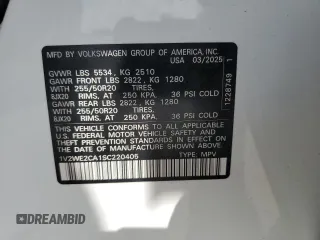 MFD. BY VOLKSWAGEN GROUP OF AMERICA, INC.
USA 03/2025
GVWR LBS 5534, KG 2510
GAWR FRONT LBS 2822, KG 1280
WITH 255/50R20 TIRES,
8JX20 RIMS, AT 250 KPA, 36 PSI COLD
GAWR REAR LBS 2822, KG 1280
WITH 255/50R20 TIRES,
8JX20 RIMS, AT 250 KPA, 36 PSI COLD
THIS VEHICLE CONFORMS TO ALL APPLICABLE
FEDERAL MOTOR VEHICLE SAFETY AND
THEFT PREVENTION STANDARDS IN EFFECT
ON THE DATE OF MANUFACTURE SHOWN ABOVE
1V2WE2CA1SC220405 TYPE: MPV
1228749 1
DREAMBID